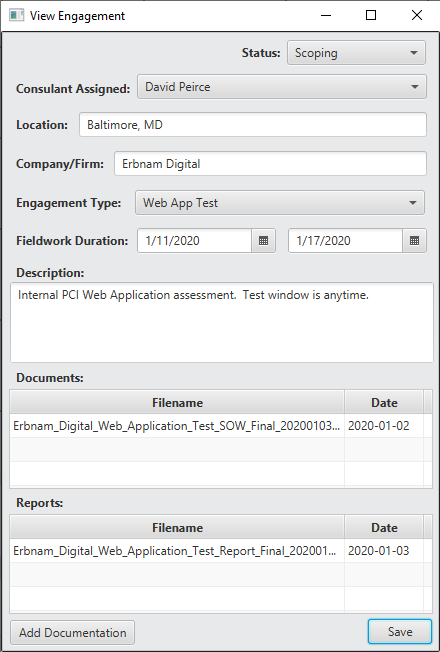 View Engagement
Status: Scoping
Consulant Assigned: David Peirce
Location: Baltimore, MD
Company/Firm: Erbnam Digital
Engagement Type: Web App Test
Fieldwork Duration: 1/11/2020 1/17/2020
Description:
Internal PCI Web Application assessment.  Test window is anytime.
Documents:
Filename Date
Erbnam_Digital_Web_Application_Test_SOW_Final_20200103... 2020-01-02
Reports:
Filename Date
Erbnam_Digital_Web_Application_Test_Report_Final_202001... 2020-01-03
Add Documentation Save